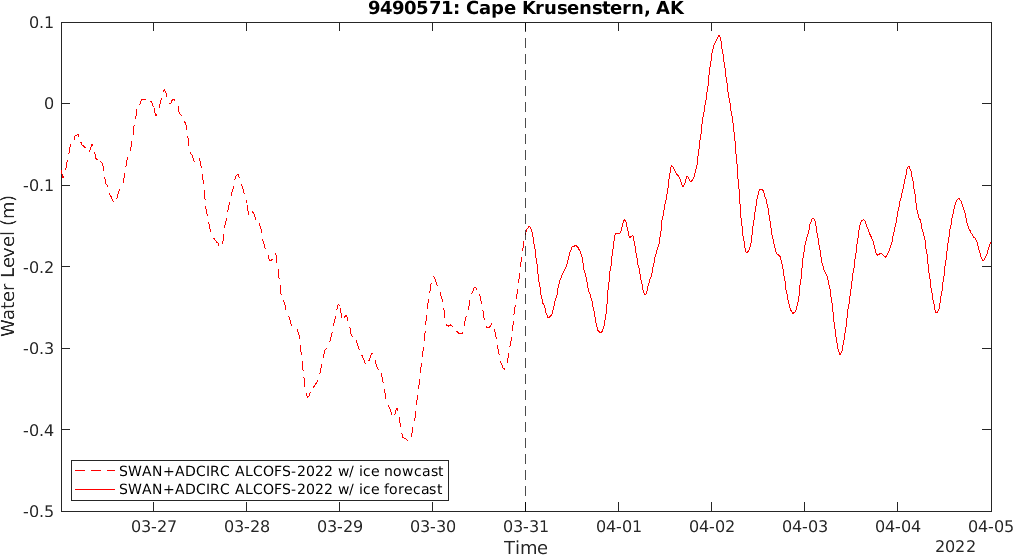 9490571: Cape Krusenstern, AK
0.1
0
-0.1
-0.2
-0.3
-0.4
-0.5
Water Level (m)
SWAN+ADCIRC ALCOFS-2022 w/ ice nowcast
SWAN+ADCIRC ALCOFS-2022 w/ ice forecast
03-27 03-28 03-29 03-30 03-31 04-01 04-02 04-03 04-04 04-05
Time
2022